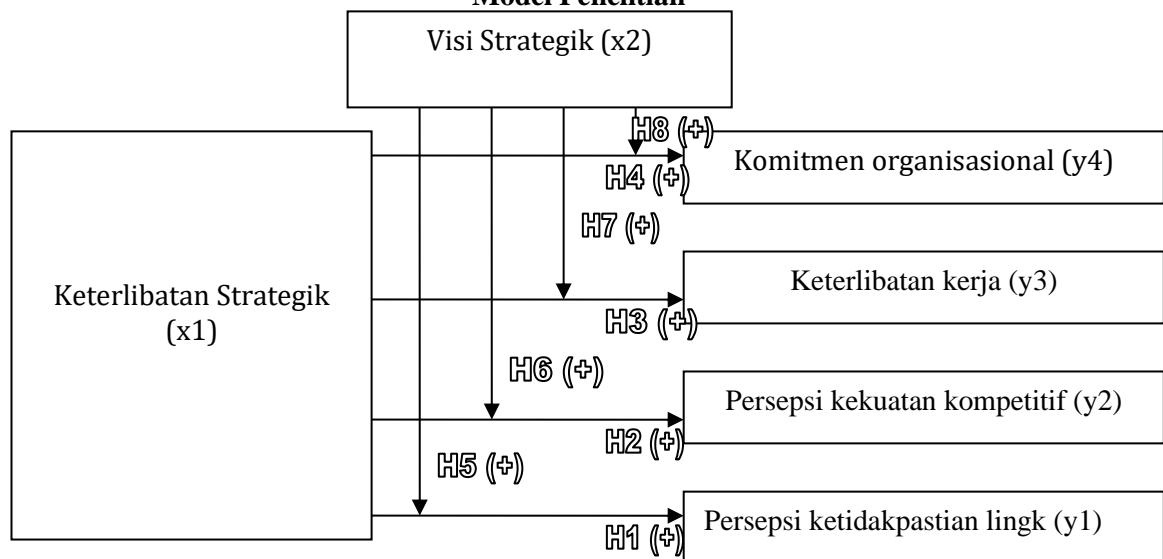 Model Penelitian
Visi Strategik (x2)
H8 (+)
Komitmen organisasional (y4)
H4 (+)
H7 (+)
Keterlibatan Strategik
(x1)
Keterlibatan kerja (y3)
H3 (+)
H6 (+)
Persepsi kekuatan kompetitif (y2)
H2 (+)
H5 (+)
Persepsi ketidakpastian lingk (y1)
H1 (+)